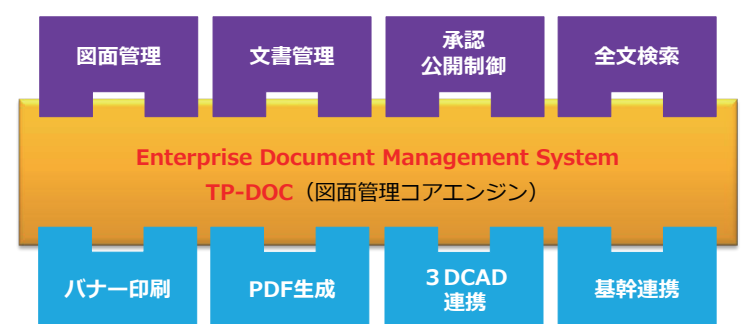 図面管理
文書管理
承認
公開制御
全文検索
Enterprise Document Management System
TP-DOC（図面管理コアエンジン）
バナー印刷
PDF生成
３DCAD
連携
基幹連携